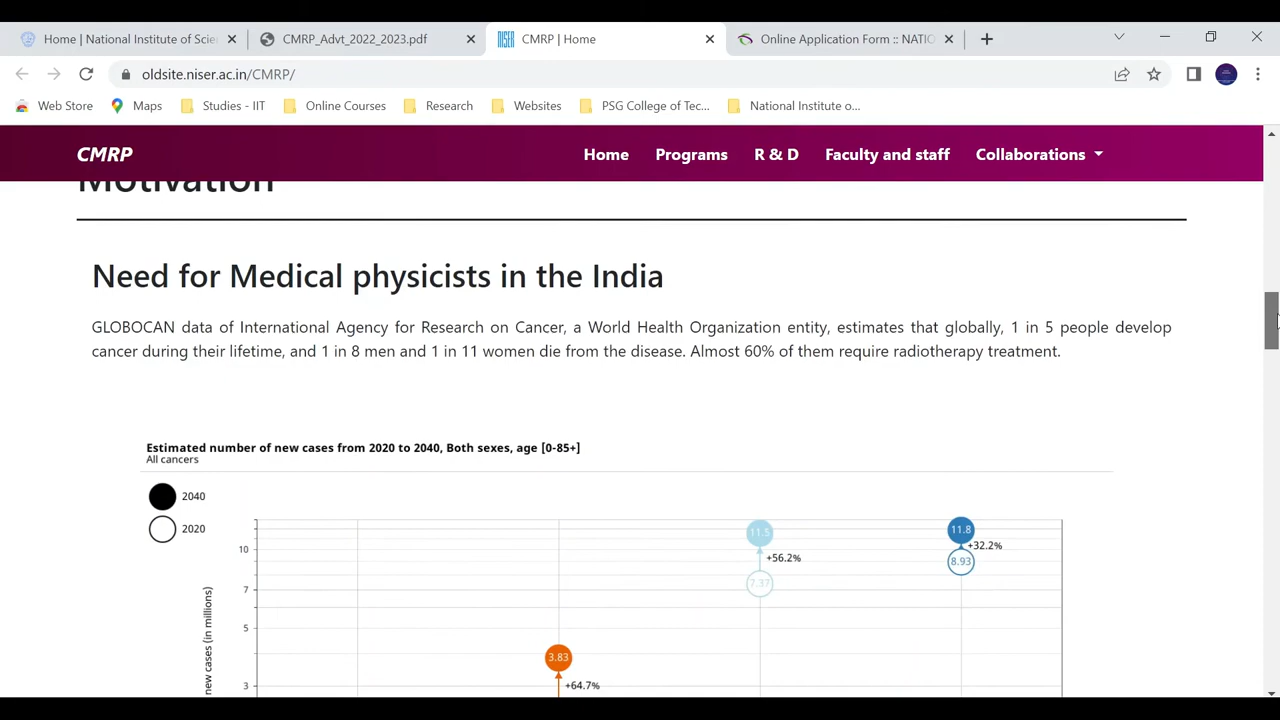 Home | National Institute of Scien
CMRP_Advt_2022_2023.pdf
CMRP | Home
Online Application Form :: NATIO
oldsite.niser.ac.in/CMRP/
Web Store
Maps
Studies - IIT
Online Courses
Research
Websites
PSG College of Tec...
National Institute o...
CMRP
Home
Programs
R & D
Faculty and staff
Collaborations
Motivation
Need for Medical physicists in the India
GLOBOCAN data of International Agency for Research on Cancer, a World Health Organization entity, estimates that globally, 1 in 5 people develop
cancer during their lifetime, and 1 in 8 men and 1 in 11 women die from the disease. Almost 60% of them require radiotherapy treatment.
Estimated number of new cases from 2020 to 2040, Both sexes, age [0-85+]
All cancers
2040
2020
11.5
11.8
+32.2%
10
+56.2%
8.93
7.37
7
5
3.83
+64.7%
3
new cases (in millions)